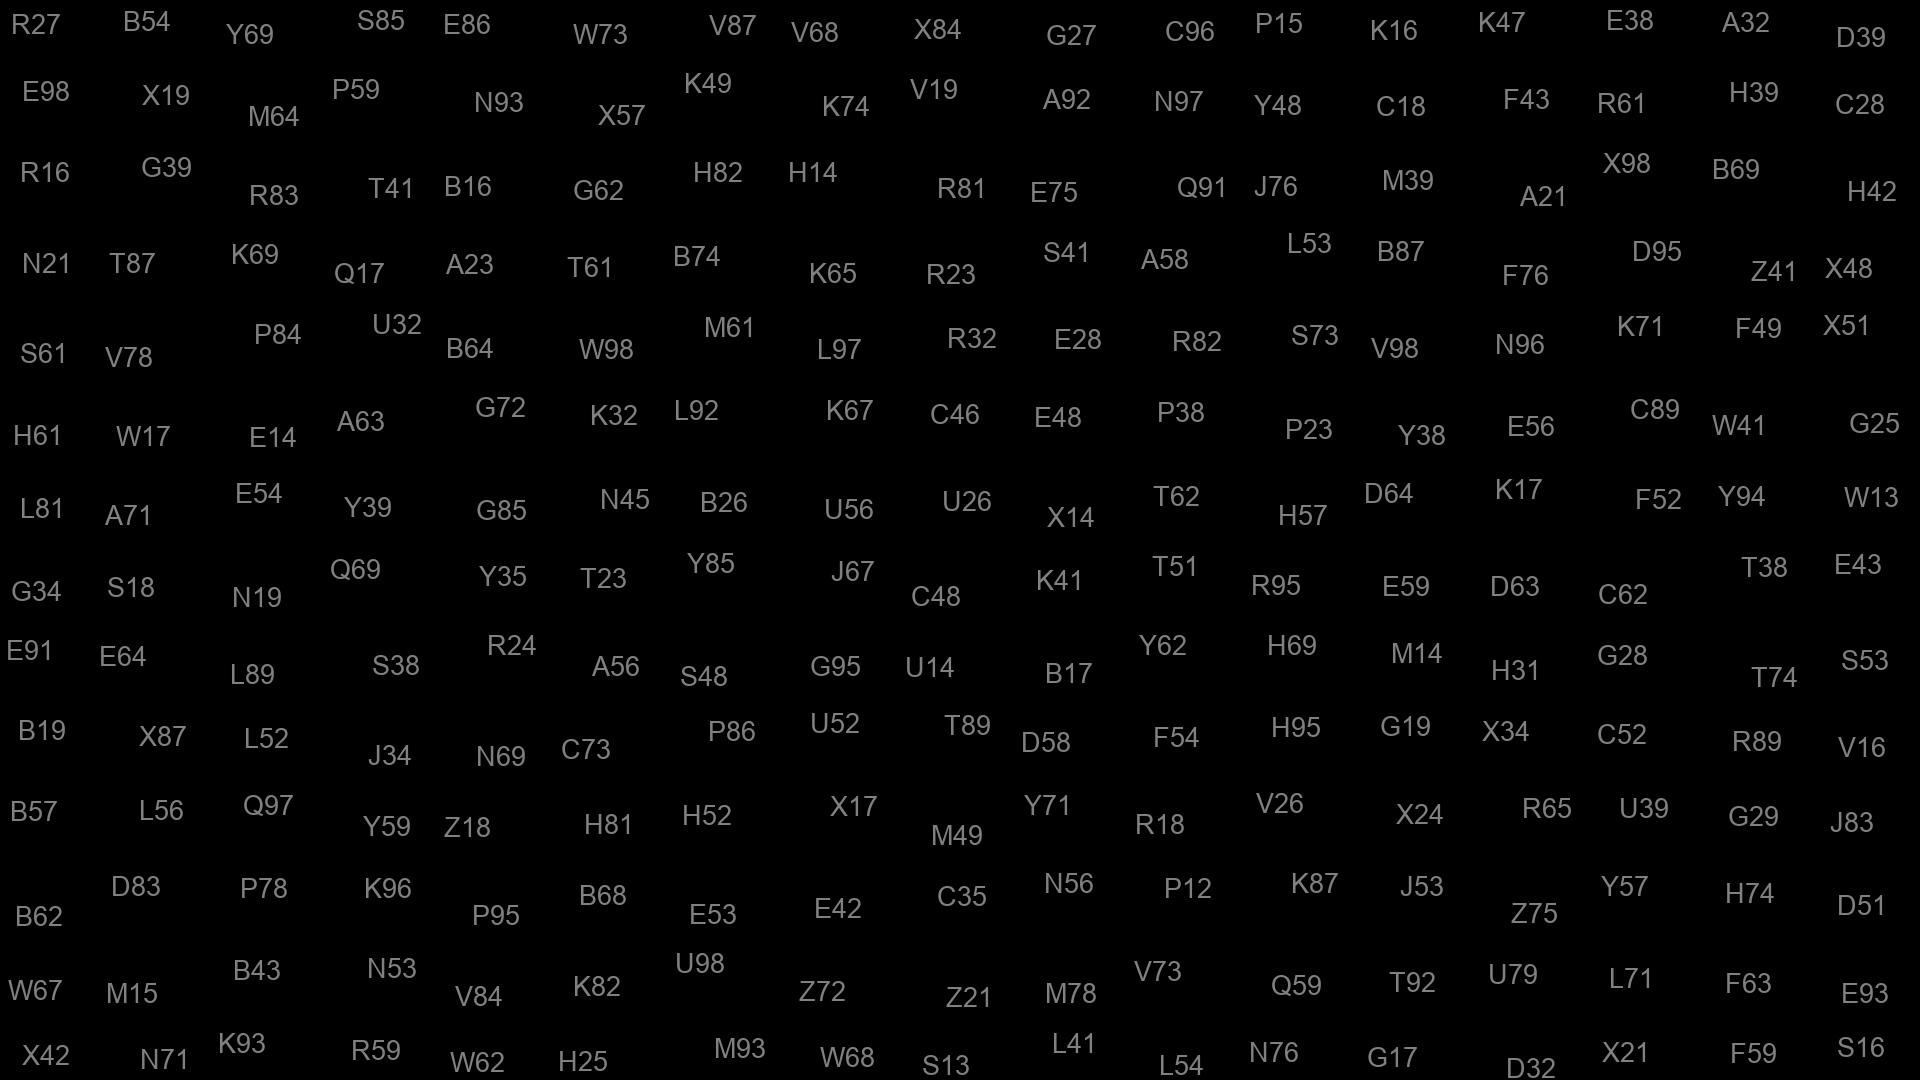 R27 B54 Y69 S85 E86 W73 V87 V68 X84 G27 C96 P15 K16 K47 E38 A32 D39
E98 X19 M64 P59 N93 X57 K49 K74 V19 A92 N97 Y48 C18 F43 R61 H39 C28
R16 G39 R83 T41 B16 G62 H82 H14 R81 E75 Q91 J76 M39 A21 X98 B69 H42
N21 T87 K69 Q17 A23 T61 B74 K65 R23 S41 A58 L53 B87 F76 D95 Z41 X48
S61 V78 P84 U32 B64 W98 M61 L97 R32 E28 R82 S73 V98 N96 K71 F49 X51
H61 W17 E14 A63 G72 K32 L92 K67 C46 E48 P38 P23 Y38 E56 C89 W41 G25
L81 A71 E54 Y39 G85 N45 B26 U56 U26 X14 T62 H57 D64 K17 F52 Y94 W13
G34 S18 N19 Q69 Y35 T23 Y85 J67 C48 K41 T51 R95 E59 D63 C62 T38 E43
E91 E64 L89 S38 R24 A56 S48 G95 U14 B17 Y62 H69 M14 H31 G28 T74 S53
B19 X87 L52 J34 N69 C73 P86 U52 T89 D58 F54 H95 G19 X34 C52 R89 V16
B57 L56 Q97 Y59 Z18 H81 H52 X17 M49 Y71 R18 V26 X24 R65 U39 G29 J83
B62 D83 P78 K96 P95 B68 E53 E42 C35 N56 P12 K87 J53 Z75 Y57 H74 D51
W67 M15 B43 N53 V84 K82 U98 Z72 Z21 M78 V73 Q59 T92 U79 L71 F63 E93
X42 N71 K93 R59 W62 H25 M93 W68 S13 L41 L54 N76 G17 D32 X21 F59 S16